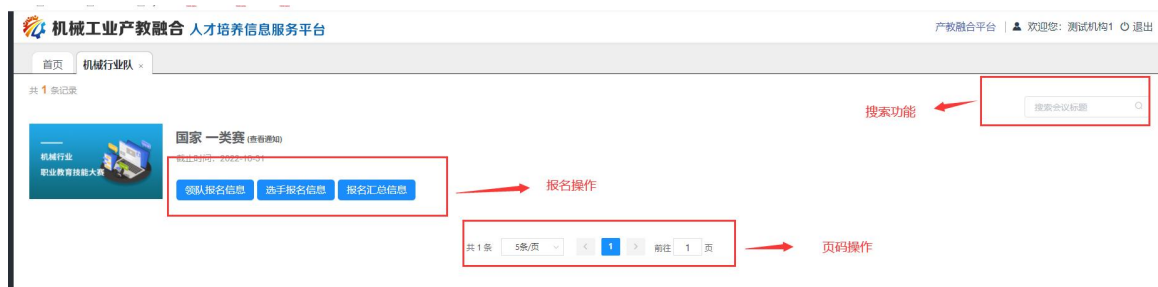 机械工业产教融合 人才培养信息服务平台
产教融合平台 | 欢迎您：测试机构1 退出
首页 机械行业队 ×
共 1 条记录
搜索功能
搜索会议标题
国家 一类赛 (查看通知)
截止时间：2022-10-31
机械行业
职业教育技能大赛
领队报名信息 选手报名信息 报名汇总信息
报名操作
共 1 条 5条/页 < 1 > 前往 1 页
页码操作